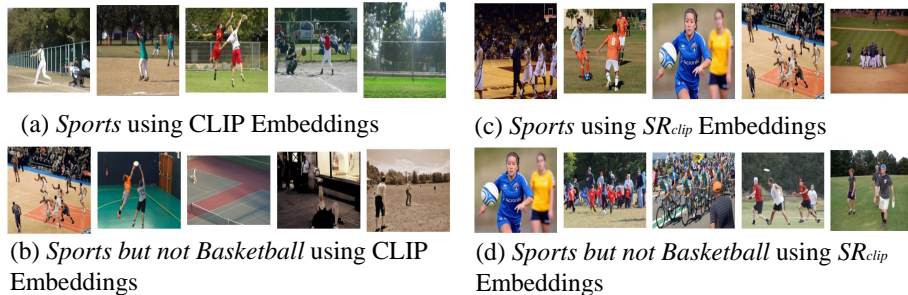 (a) Sports using CLIP Embeddings
(c) Sports using SRclip Embeddings
(b) Sports but not Basketball using CLIP
Embeddings
(d) Sports but not Basketball using SRclip
Embeddings